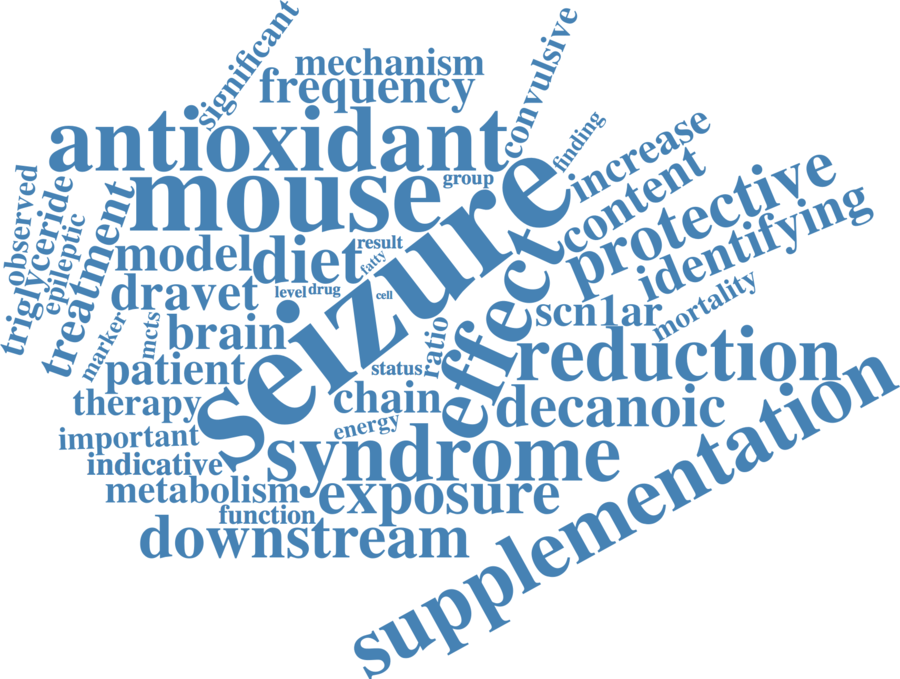 significant
convulsive
mechanism
frequency
antioxidant
finding
mouse
group
seizure
increase
content
protective
identifying
observed
triglyceride
epileptic
treatment
model
diet
result
fatty
dravet
level
drug
cell
effect
scn1ar
mortality
marker
mcts
brain
ratio
reduction
patient
status
therapy
chain
decanoic
important
energy
syndrome
supplementation
indicative
metabolism
exposure
function
downstream